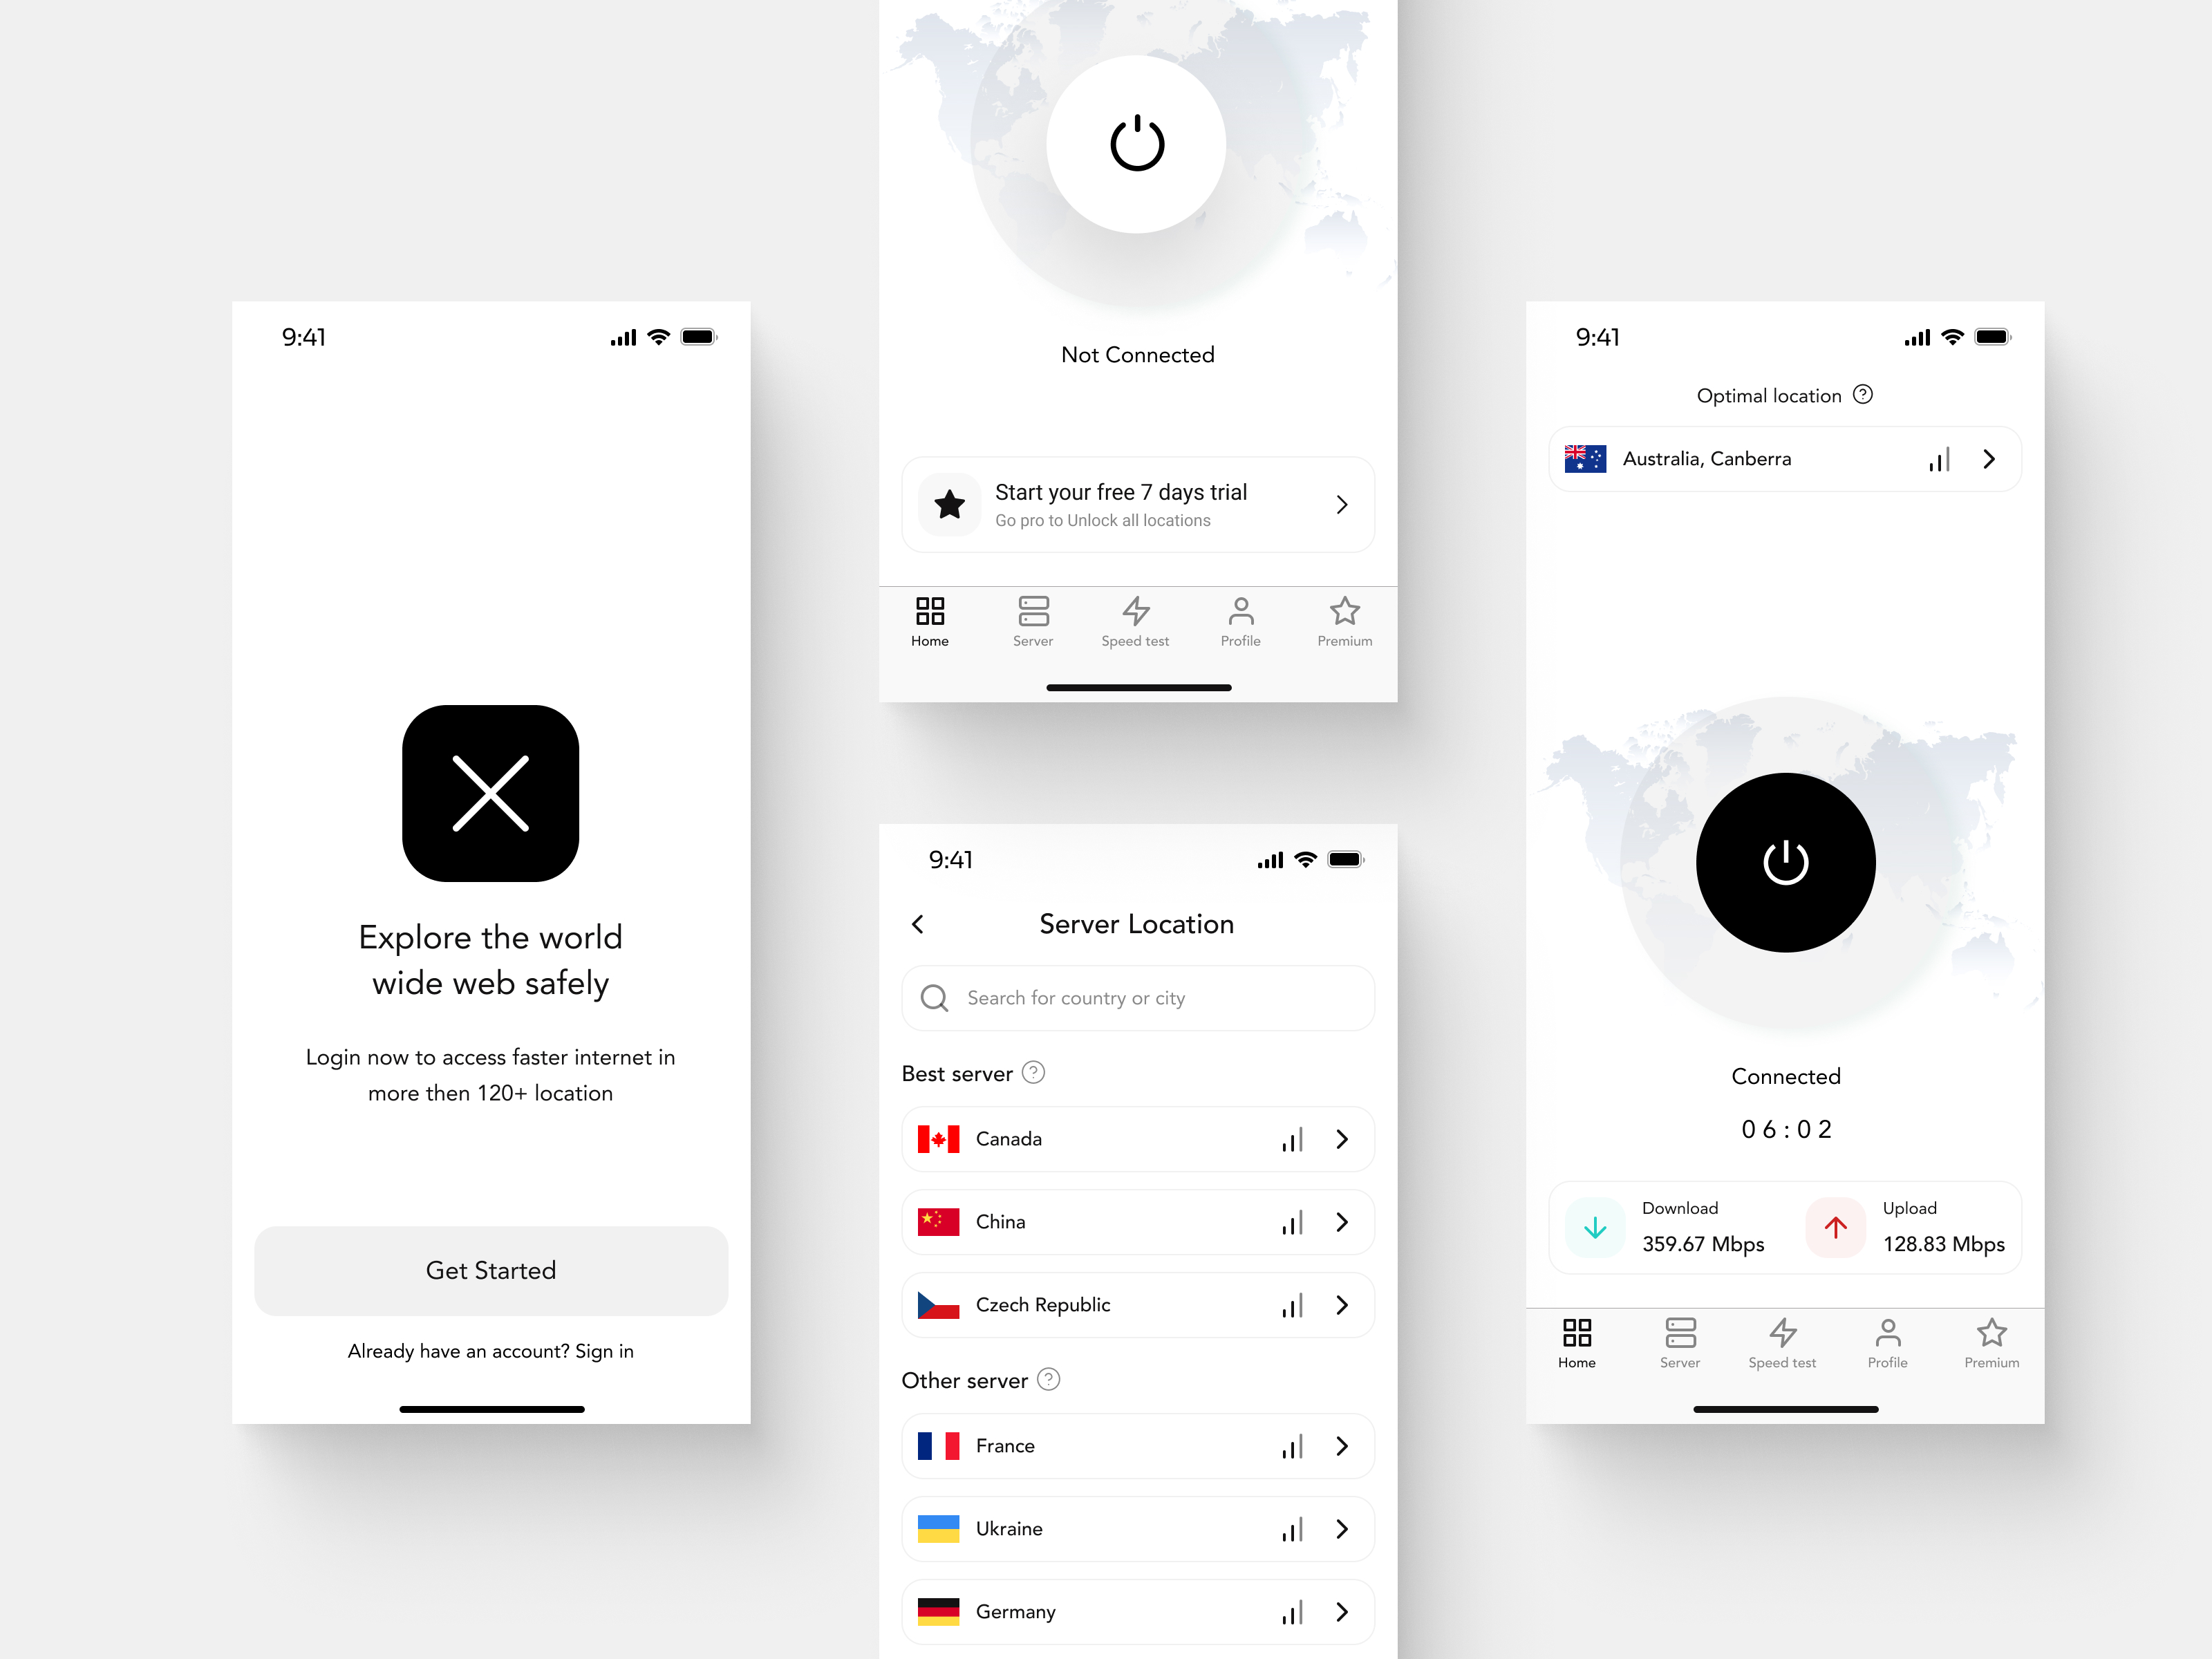 9:41
Explore the world
wide web safely
Login now to access faster internet in
more then 120+ location
Get Started
Already have an account? Sign in
Not Connected
Start your free 7 days trial
Go pro to Unlock all locations
Home Server Speed test Profile Premium
9:41
Server Location
Search for country or city
Best server ?
Canada
China
Czech Republic
Other server ?
France
Ukraine
Germany
9:41
Optimal location ?
Australia, Canberra
Connected
06:02
Download Upload
359.67 Mbps 128.83 Mbps
Home Server Speed test Profile Premium